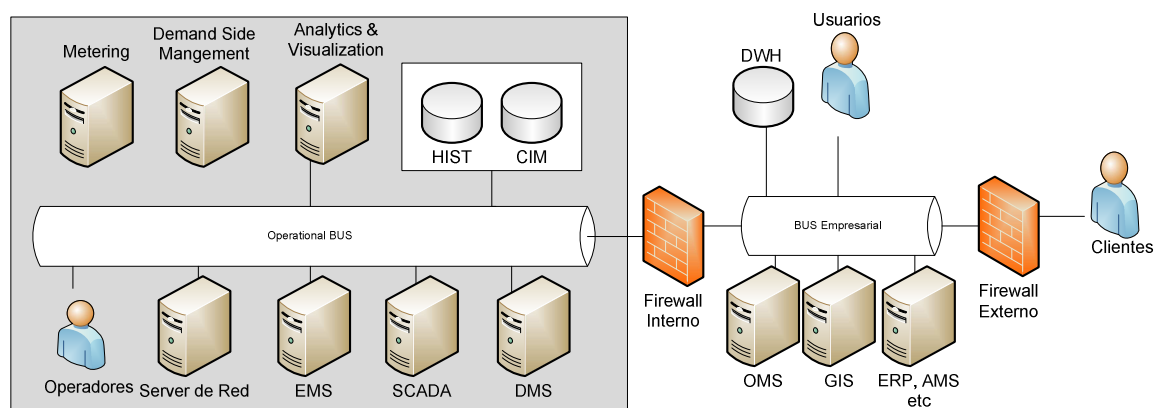 Metering
Demand Side
Mangement
Analytics &
Visualization
HIST
CIM
Operational BUS
Operadores
Server de Red
EMS
SCADA
DMS
Firewall
Interno
Usuarios
DWH
BUS Empresarial
OMS
GIS
ERP, AMS
etc
Firewall
Externo
Clientes